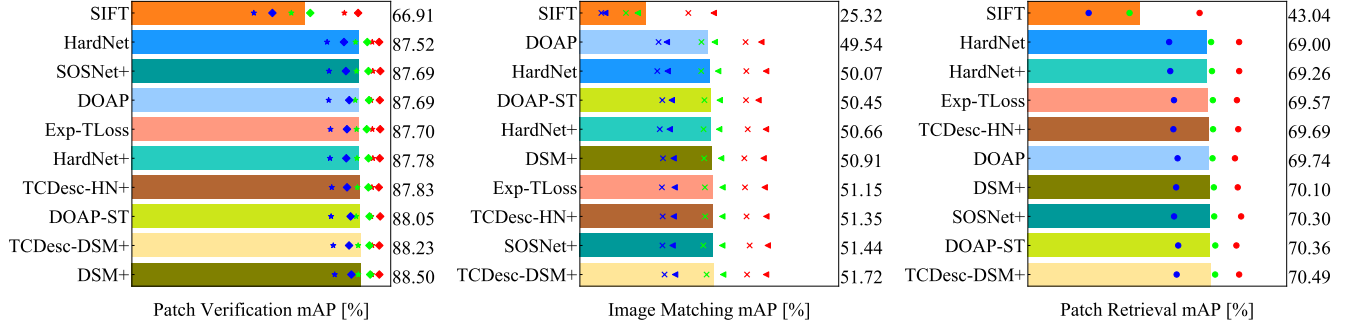 SIFT 66.91
HardNet 87.52
SOSNet+ 87.69
DOAP 87.69
Exp-TLoss 87.70
HardNet+ 87.78
TCDesc-HN+ 87.83
DOAP-ST 88.05
TCDesc-DSM+ 88.23
DSM+ 88.50
Patch Verification mAP [%]
SIFT 25.32
DOAP 49.54
HardNet 50.07
DOAP-ST 50.45
HardNet+ 50.66
DSM+ 50.91
Exp-TLoss 51.15
TCDesc-HN+ 51.35
SOSNet+ 51.44
TCDesc-DSM+ 51.72
Image Matching mAP [%]
SIFT 43.04
HardNet 69.00
HardNet+ 69.26
Exp-TLoss 69.57
TCDesc-HN+ 69.69
DOAP 69.74
DSM+ 70.10
SOSNet+ 70.30
DOAP-ST 70.36
TCDesc-DSM+ 70.49
Patch Retrieval mAP [%]